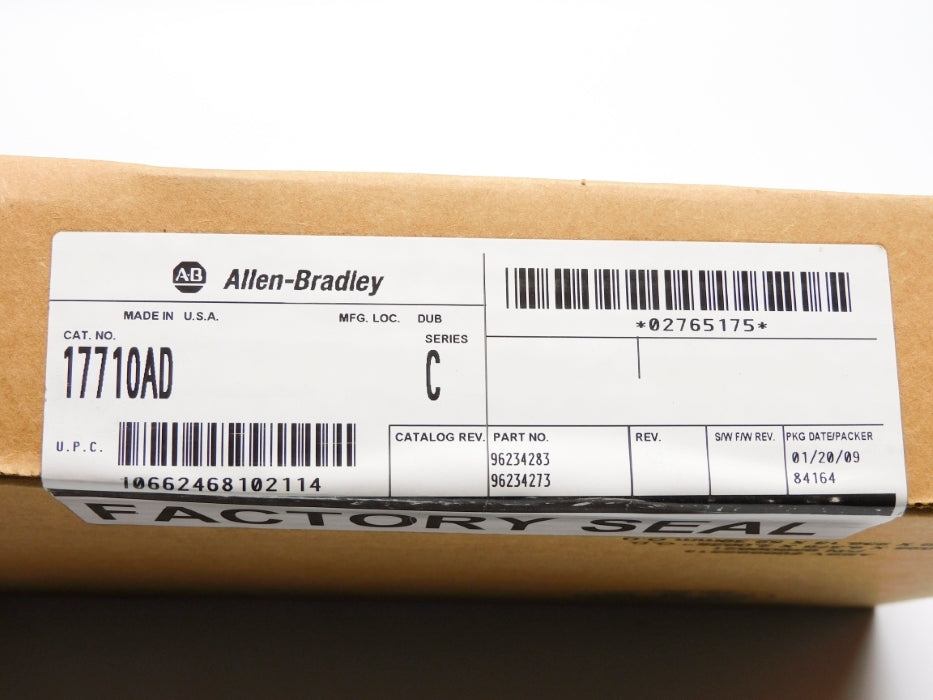 AB Allen-Bradley
MADE IN U.S.A. MFG. LOC. DUB
CAT. NO. SERIES
17710AD C
U.P.C.
10662468102114
*02765175*
CATALOG REV. PART NO. REV. S/W F/W REV. PKG DATE/PACKER
96234283 01/20/09
96234273 84164
FACTORY SEAL